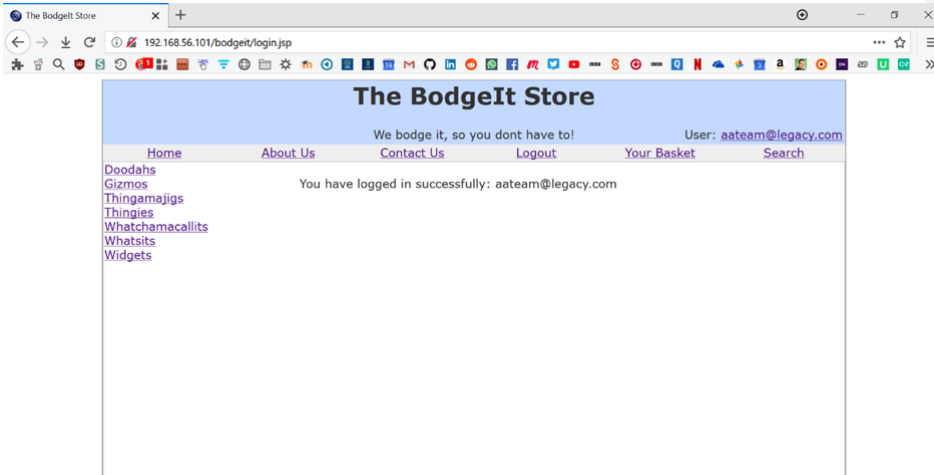 The BodgeIt Store
192.168.56.101/bodgeit/login.jsp
The BodgeIt Store
We bodge it, so you dont have to!
User: aateam@legacy.com
Home About Us Contact Us Logout Your Basket Search
Doodahs
Gizmos
You have logged in successfully: aateam@legacy.com
Thingamajigs
Thingies
Whatchamacallits
Whatsits
Widgets